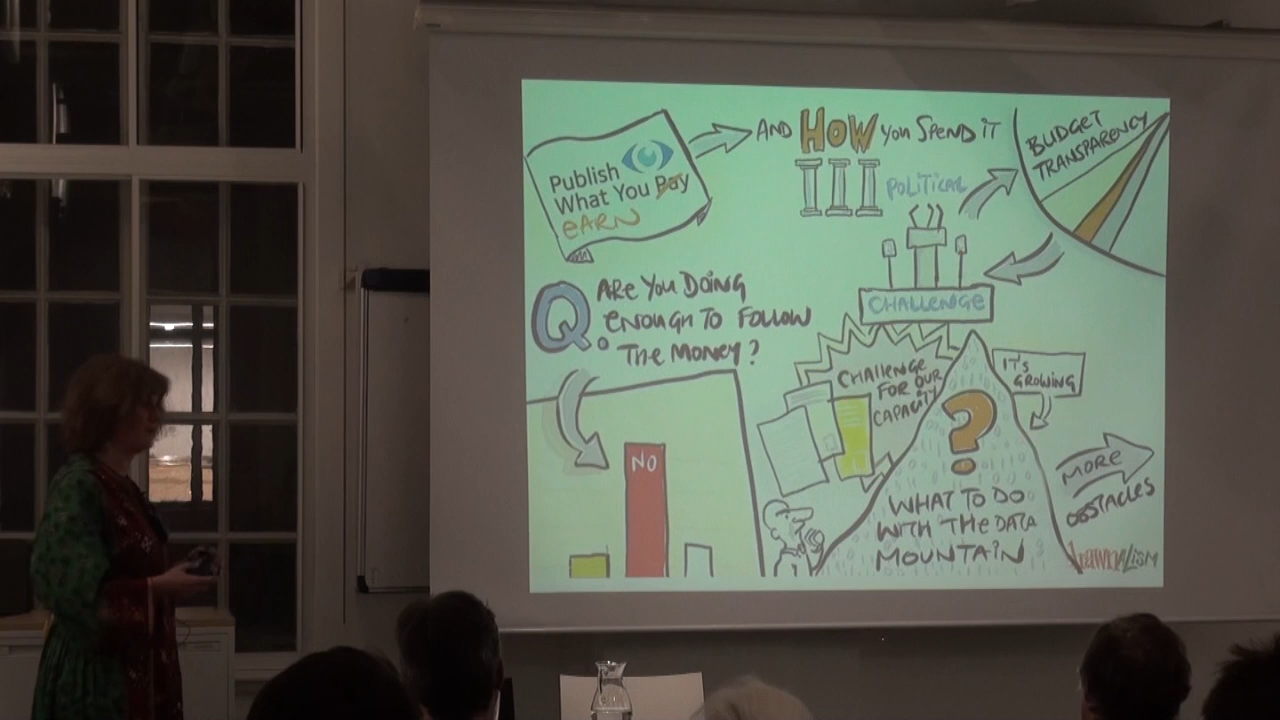 Publish
What You Pay
EARN
AND HOW YOU SPEND IT
POLITICAL
BUDGET
TRANSPARENCY
CHALLENGE
Q. ARE YOU DOING
ENOUGH TO FOLLOW
THE MONEY?
NO
CHALLENGE
FOR OUR
CAPACITY
IT'S
GROWING
?
WHAT TO DO
WITH THE DATA
MOUNTAIN
MORE
OBSTACLES
drawnalism